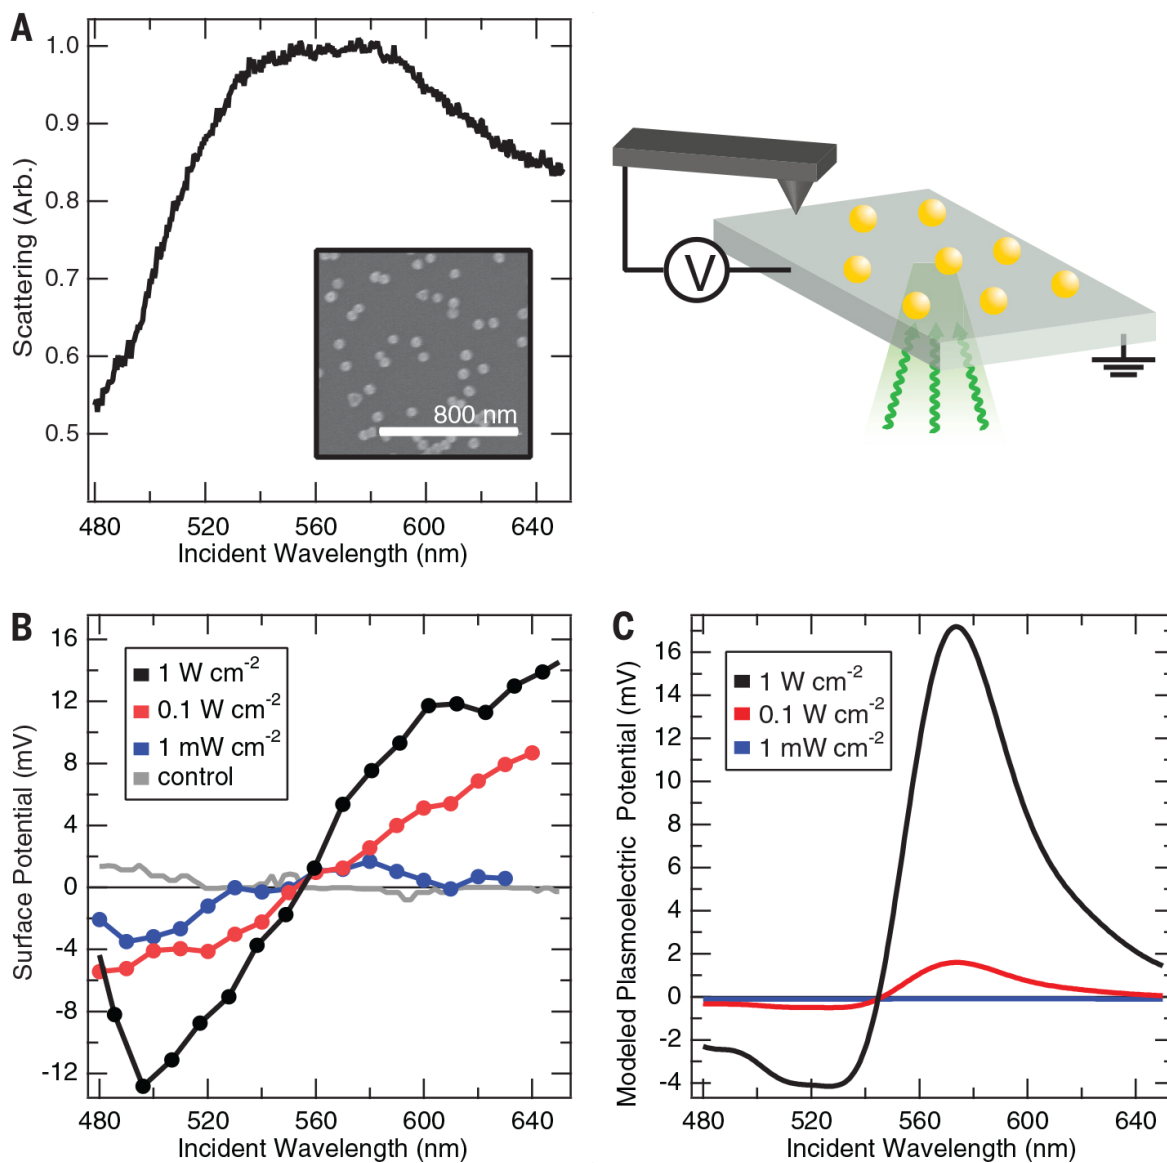 A
Scattering (Arb.)
1.0
0.9
0.8
0.7
0.6
0.5
800 nm
480
520
560
600
640
Incident Wavelength (nm)
V
B
Surface Potential (mV)
16
12
8
4
0
-4
-8
-12
1 W cm-2
0.1 W cm-2
1 mW cm-2
control
480
520
560
600
640
Incident Wavelength (nm)
C
Modeled Plasmoelectric Potential (mV)
16
14
12
10
8
6
4
2
0
-2
-4
1 W cm-2
0.1 W cm-2
1 mW cm-2
480
520
560
600
640
Incident Wavelength (nm)